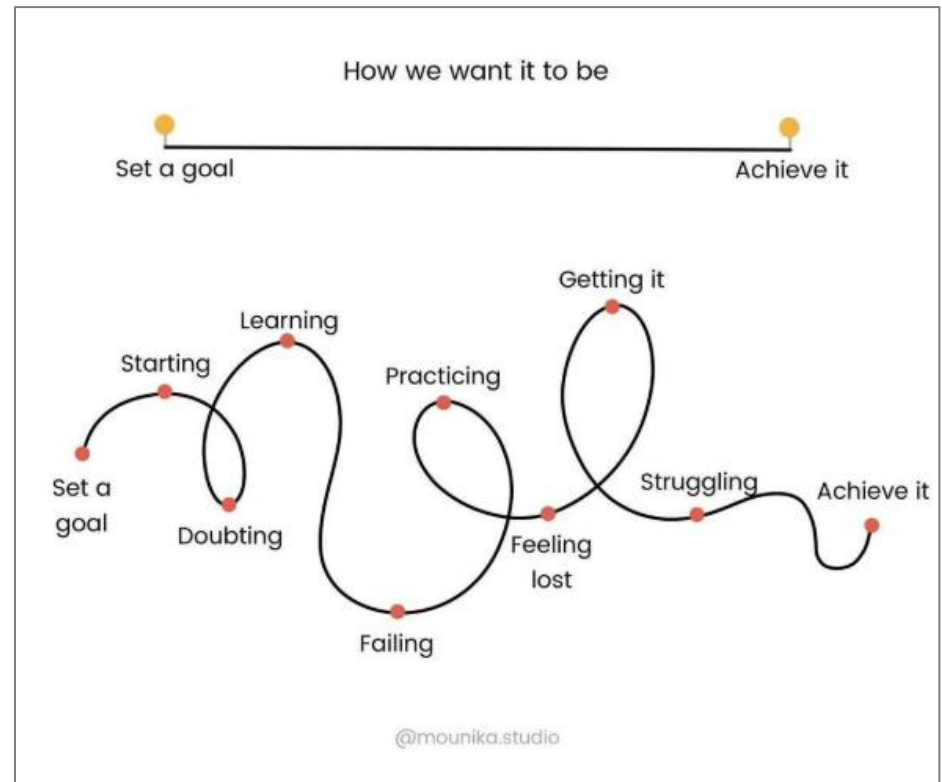 How we want it to be
Set a goal
Achieve it
Set a
goal
Starting
Doubting
Learning
Failing
Practicing
Feeling
lost
Getting it
Struggling
Achieve it
@mounika.studio